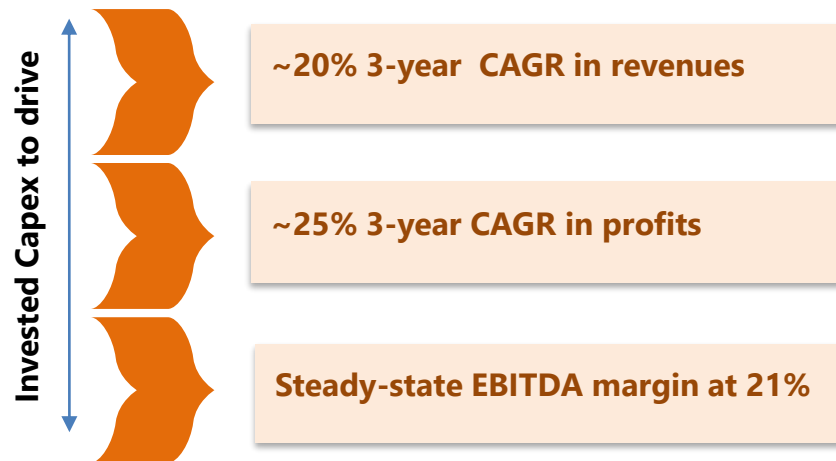 Invested Capex to drive
~20% 3-year  CAGR in revenues
~25% 3-year CAGR in profits
Steady-state EBITDA margin at 21%